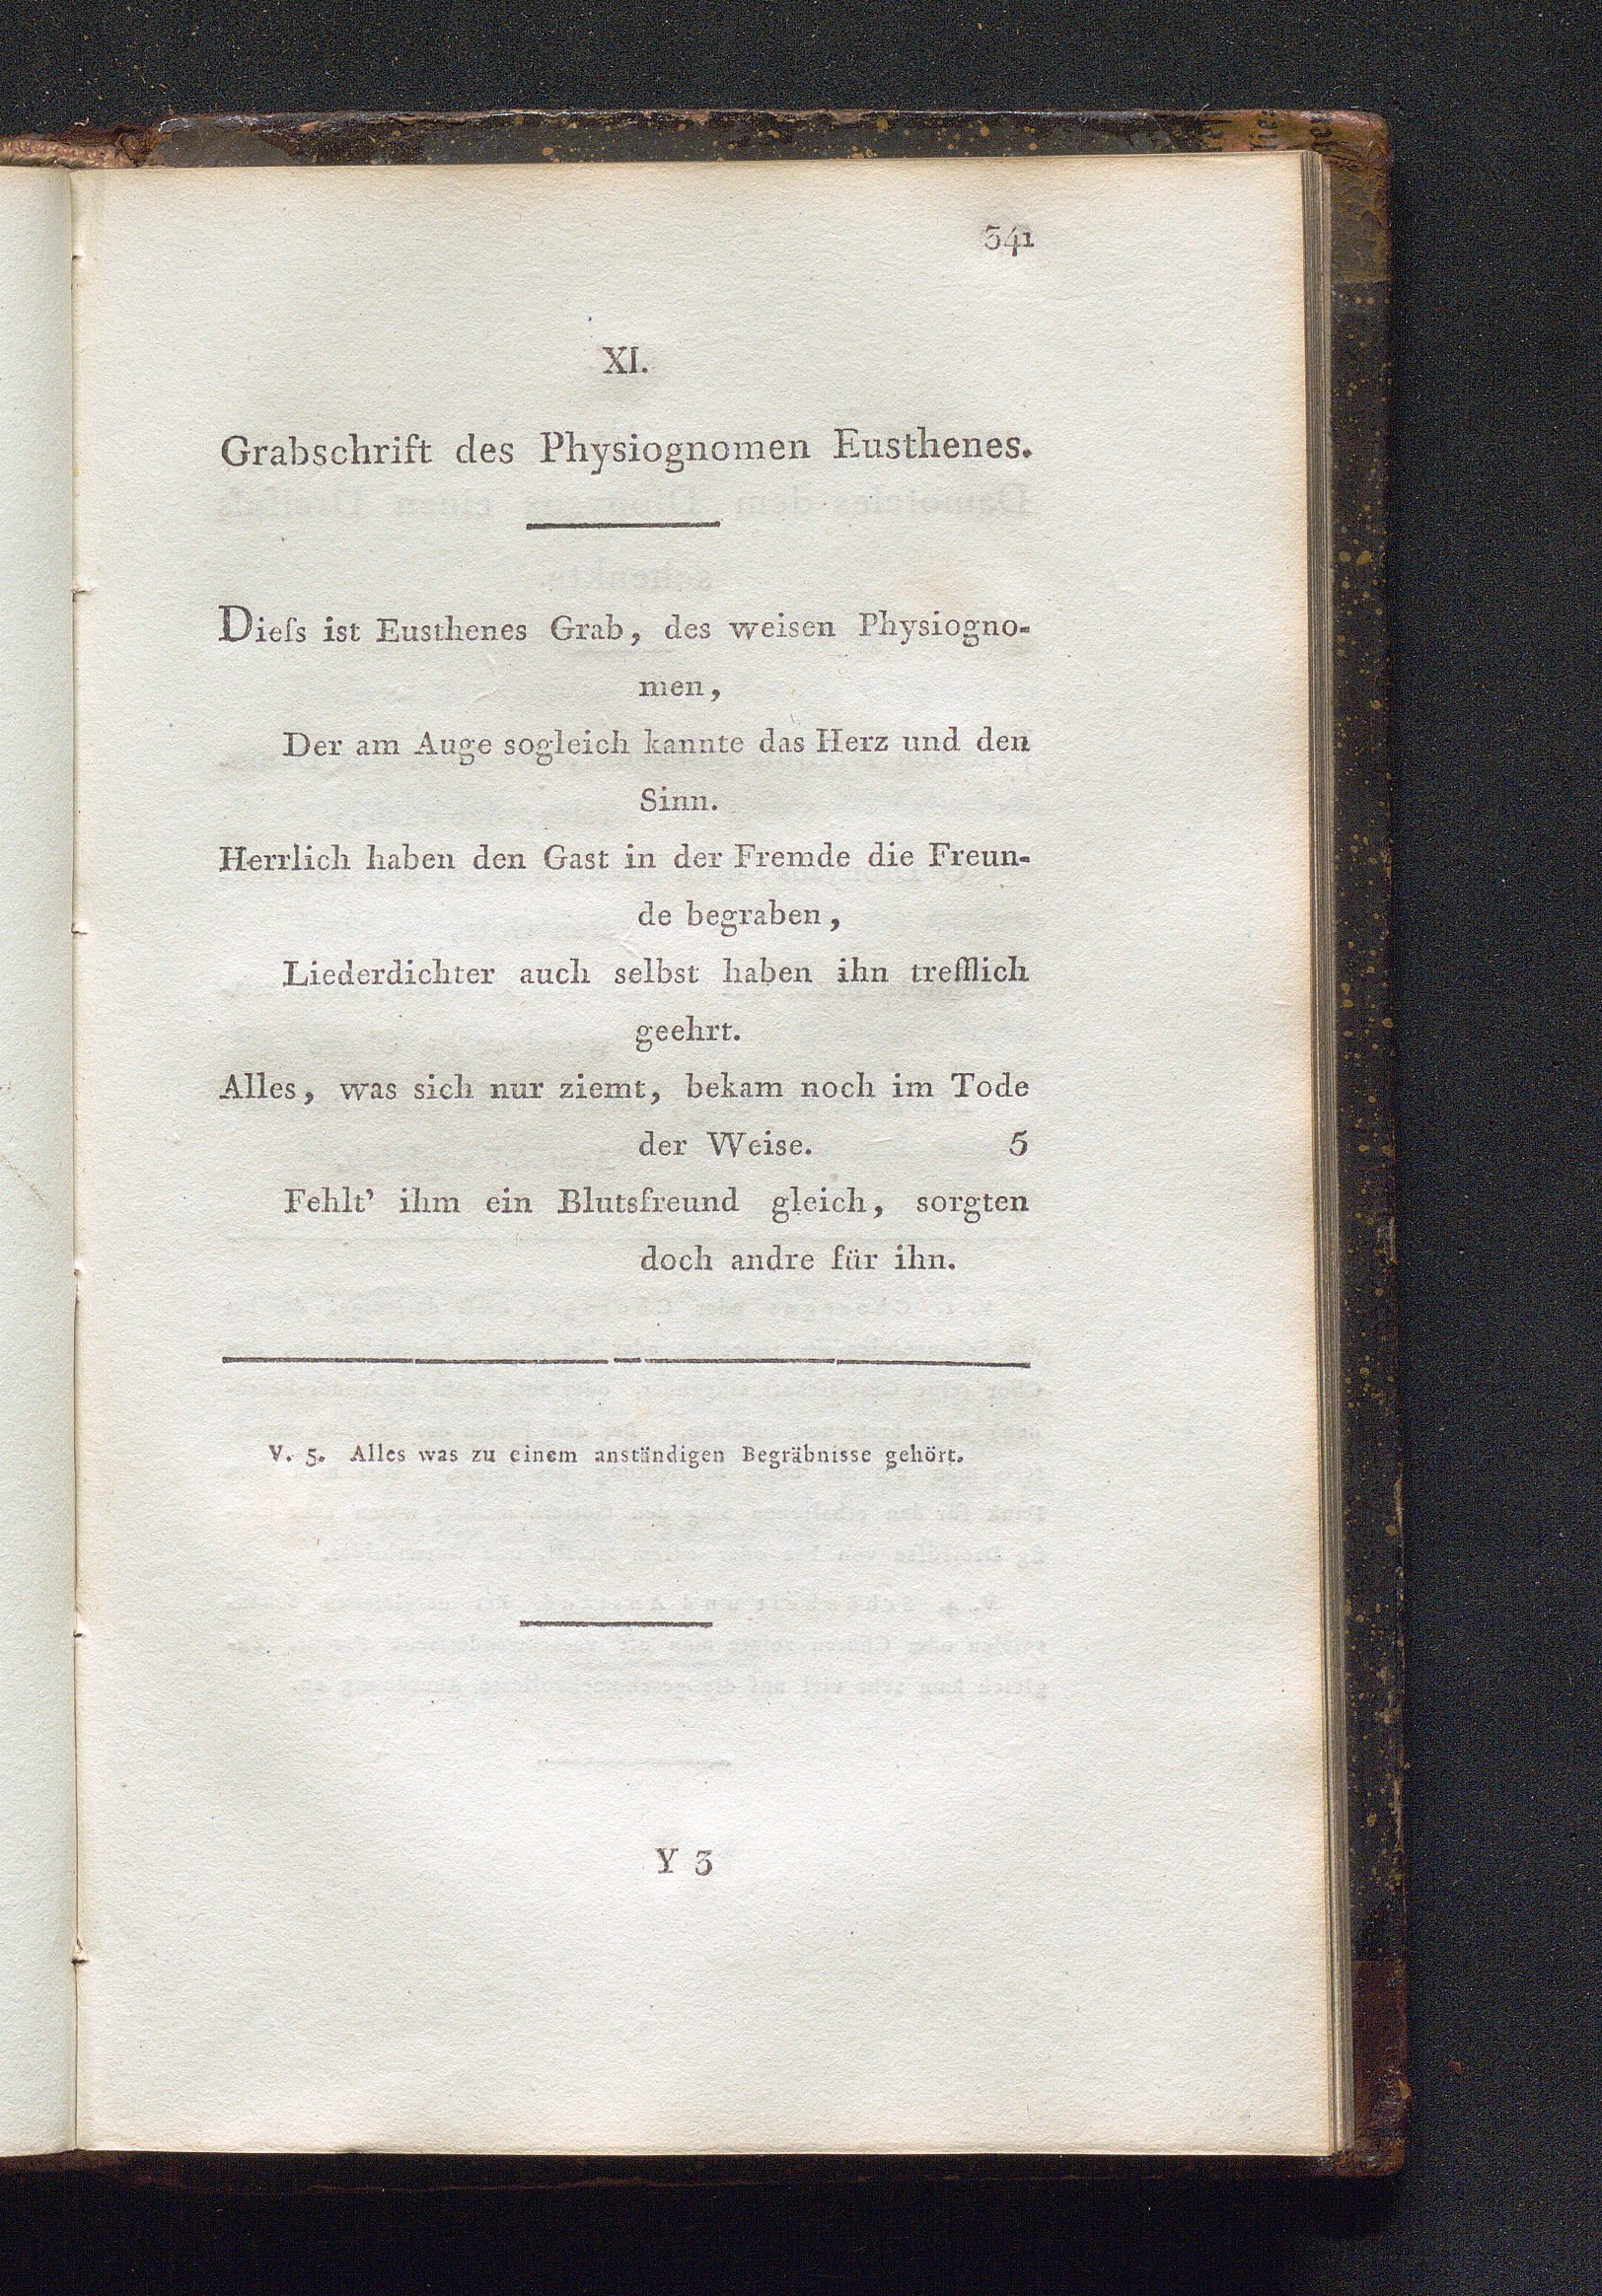 341
XI.
Grabschrift des Physiognomen Eusthenes.
Dieſs ist Eusthenes Grab, des weisen Physiogno-
men,
Der am Auge sogleich kannte das Herz und den
Sinn.
Herrlich haben den Gast in der Fremde die Freun-
de begraben,
Liederdichter auch selbst haben ihn trefflich
geehrt.
Alles, was sich nur ziemt, bekam noch im Tode
der Weise. 5
Fehlt' ihm ein Blutsfreund gleich, sorgten
doch andre für ihn.
V. 5. Alles was zu einem anständigen Begräbnisse gehört.
Y 3